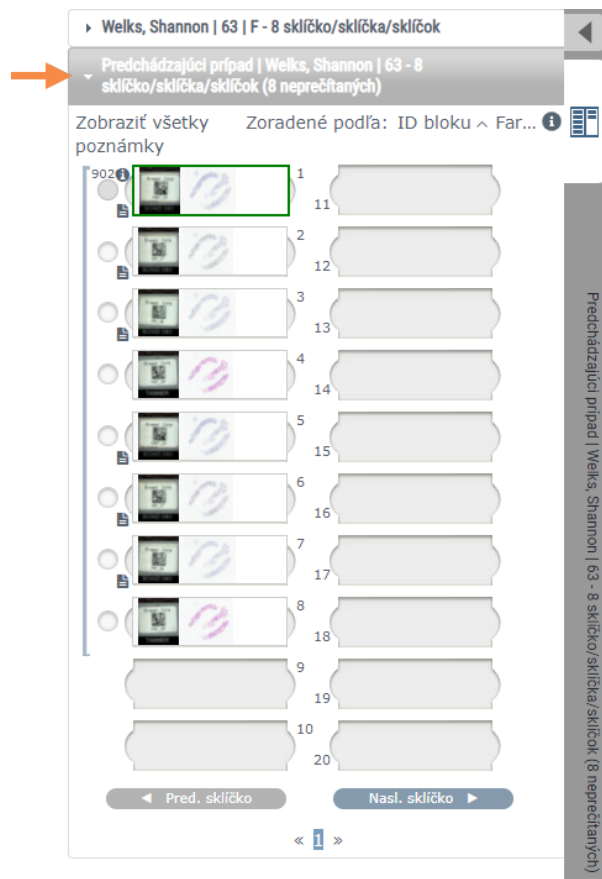 Welks, Shannon | 63 | F - 8 sklíčko/sklíčka/sklíčok
Predchádzajúci prípad | Welks, Shannon | 63 - 8
sklíčko/sklíčka/sklíčok (8 neprečítaných)
Zobraziť všetky
poznámky
Zoradené podľa: ID bloku Far...
902
1
11
2
12
3
13
4
14
5
15
6
16
7
17
8
18
9
19
10
20
Pred. sklíčko
Nasl. sklíčko
« 1 »
Predchádzajúci prípad | Welks, Shannon | 63 - 8 sklíčko/sklíčka/sklíčok (8 neprečítaných)